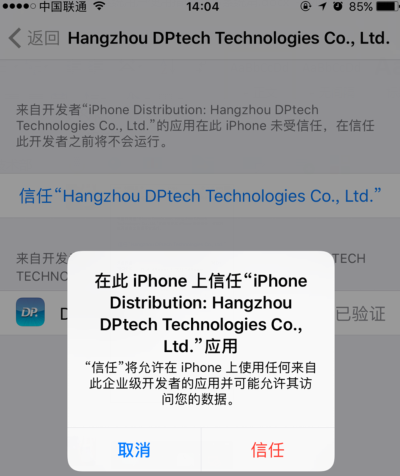 中国联通 14:04 85%
返回 Hangzhou DPtech Technologies Co., Ltd.
来自开发者“iPhone Distribution: Hangzhou DPtech
Technologies Co., Ltd.”的应用在此 iPhone 未受信任，在信任
此开发者之前将不会运行。
信任“Hangzhou DPtech Technologies Co., Ltd.”
来自开发 TECH
TECHNO
DP D 已验证
在此 iPhone 上信任“iPhone
Distribution: Hangzhou
DPtech Technologies Co.,
Ltd.”应用
“信任”将允许在 iPhone 上使用任何来自
此企业级开发者的应用并可能允许其访
问您的数据。
取消 信任